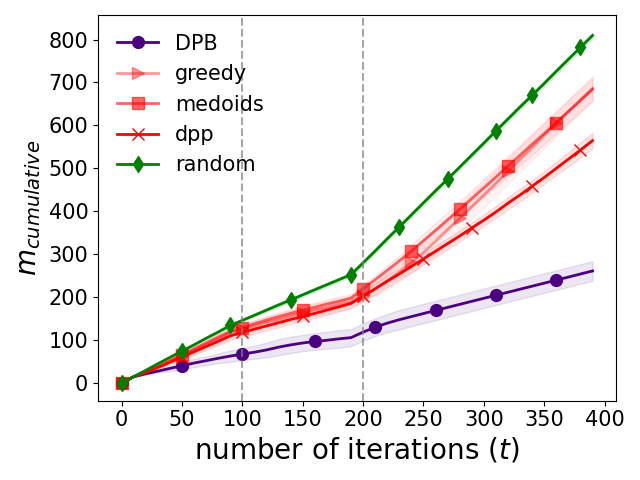 800
700
600
500
400
300
200
100
0
m_cumulative
DPB
greedy
medoids
dpp
random
0 50 100 150 200 250 300 350 400
number of iterations (t)